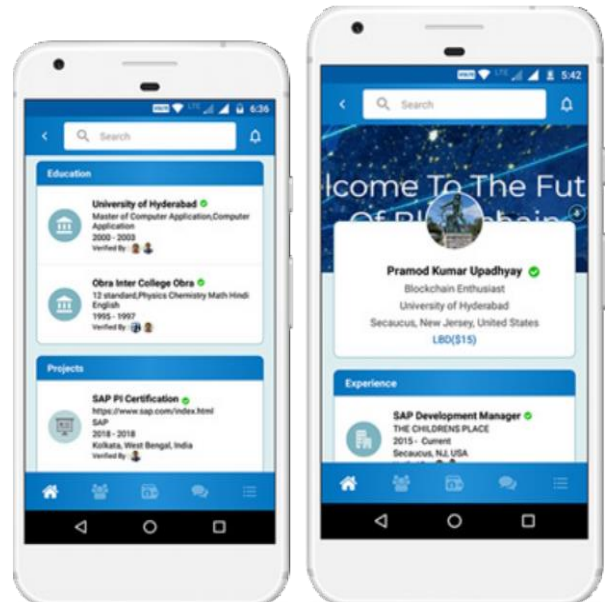 LTE 6:36
Search
Education
University of Hyderabad
Master of Computer Application,Computer
Application
2000 - 2003
Verified By
Obra Inter College Obra
12 standard,Physics Chemistry Math Hindi
English
1995 - 1997
Verified By
Projects
SAP PI Certification
https://www.sap.com/index.html
SAP
2018 - 2018
Kolkata, West Bengal, India
Verified By
LTE 5:42
Search
lcome To The Fut
Of Blockchain
Pramod Kumar Upadhyay
Blockchain Enthusiast
University of Hyderabad
Secaucus, New Jersey, United States
LBD($15)
Experience
SAP Development Manager
THE CHILDRENS PLACE
2015 - Current
Secaucus, NJ, USA